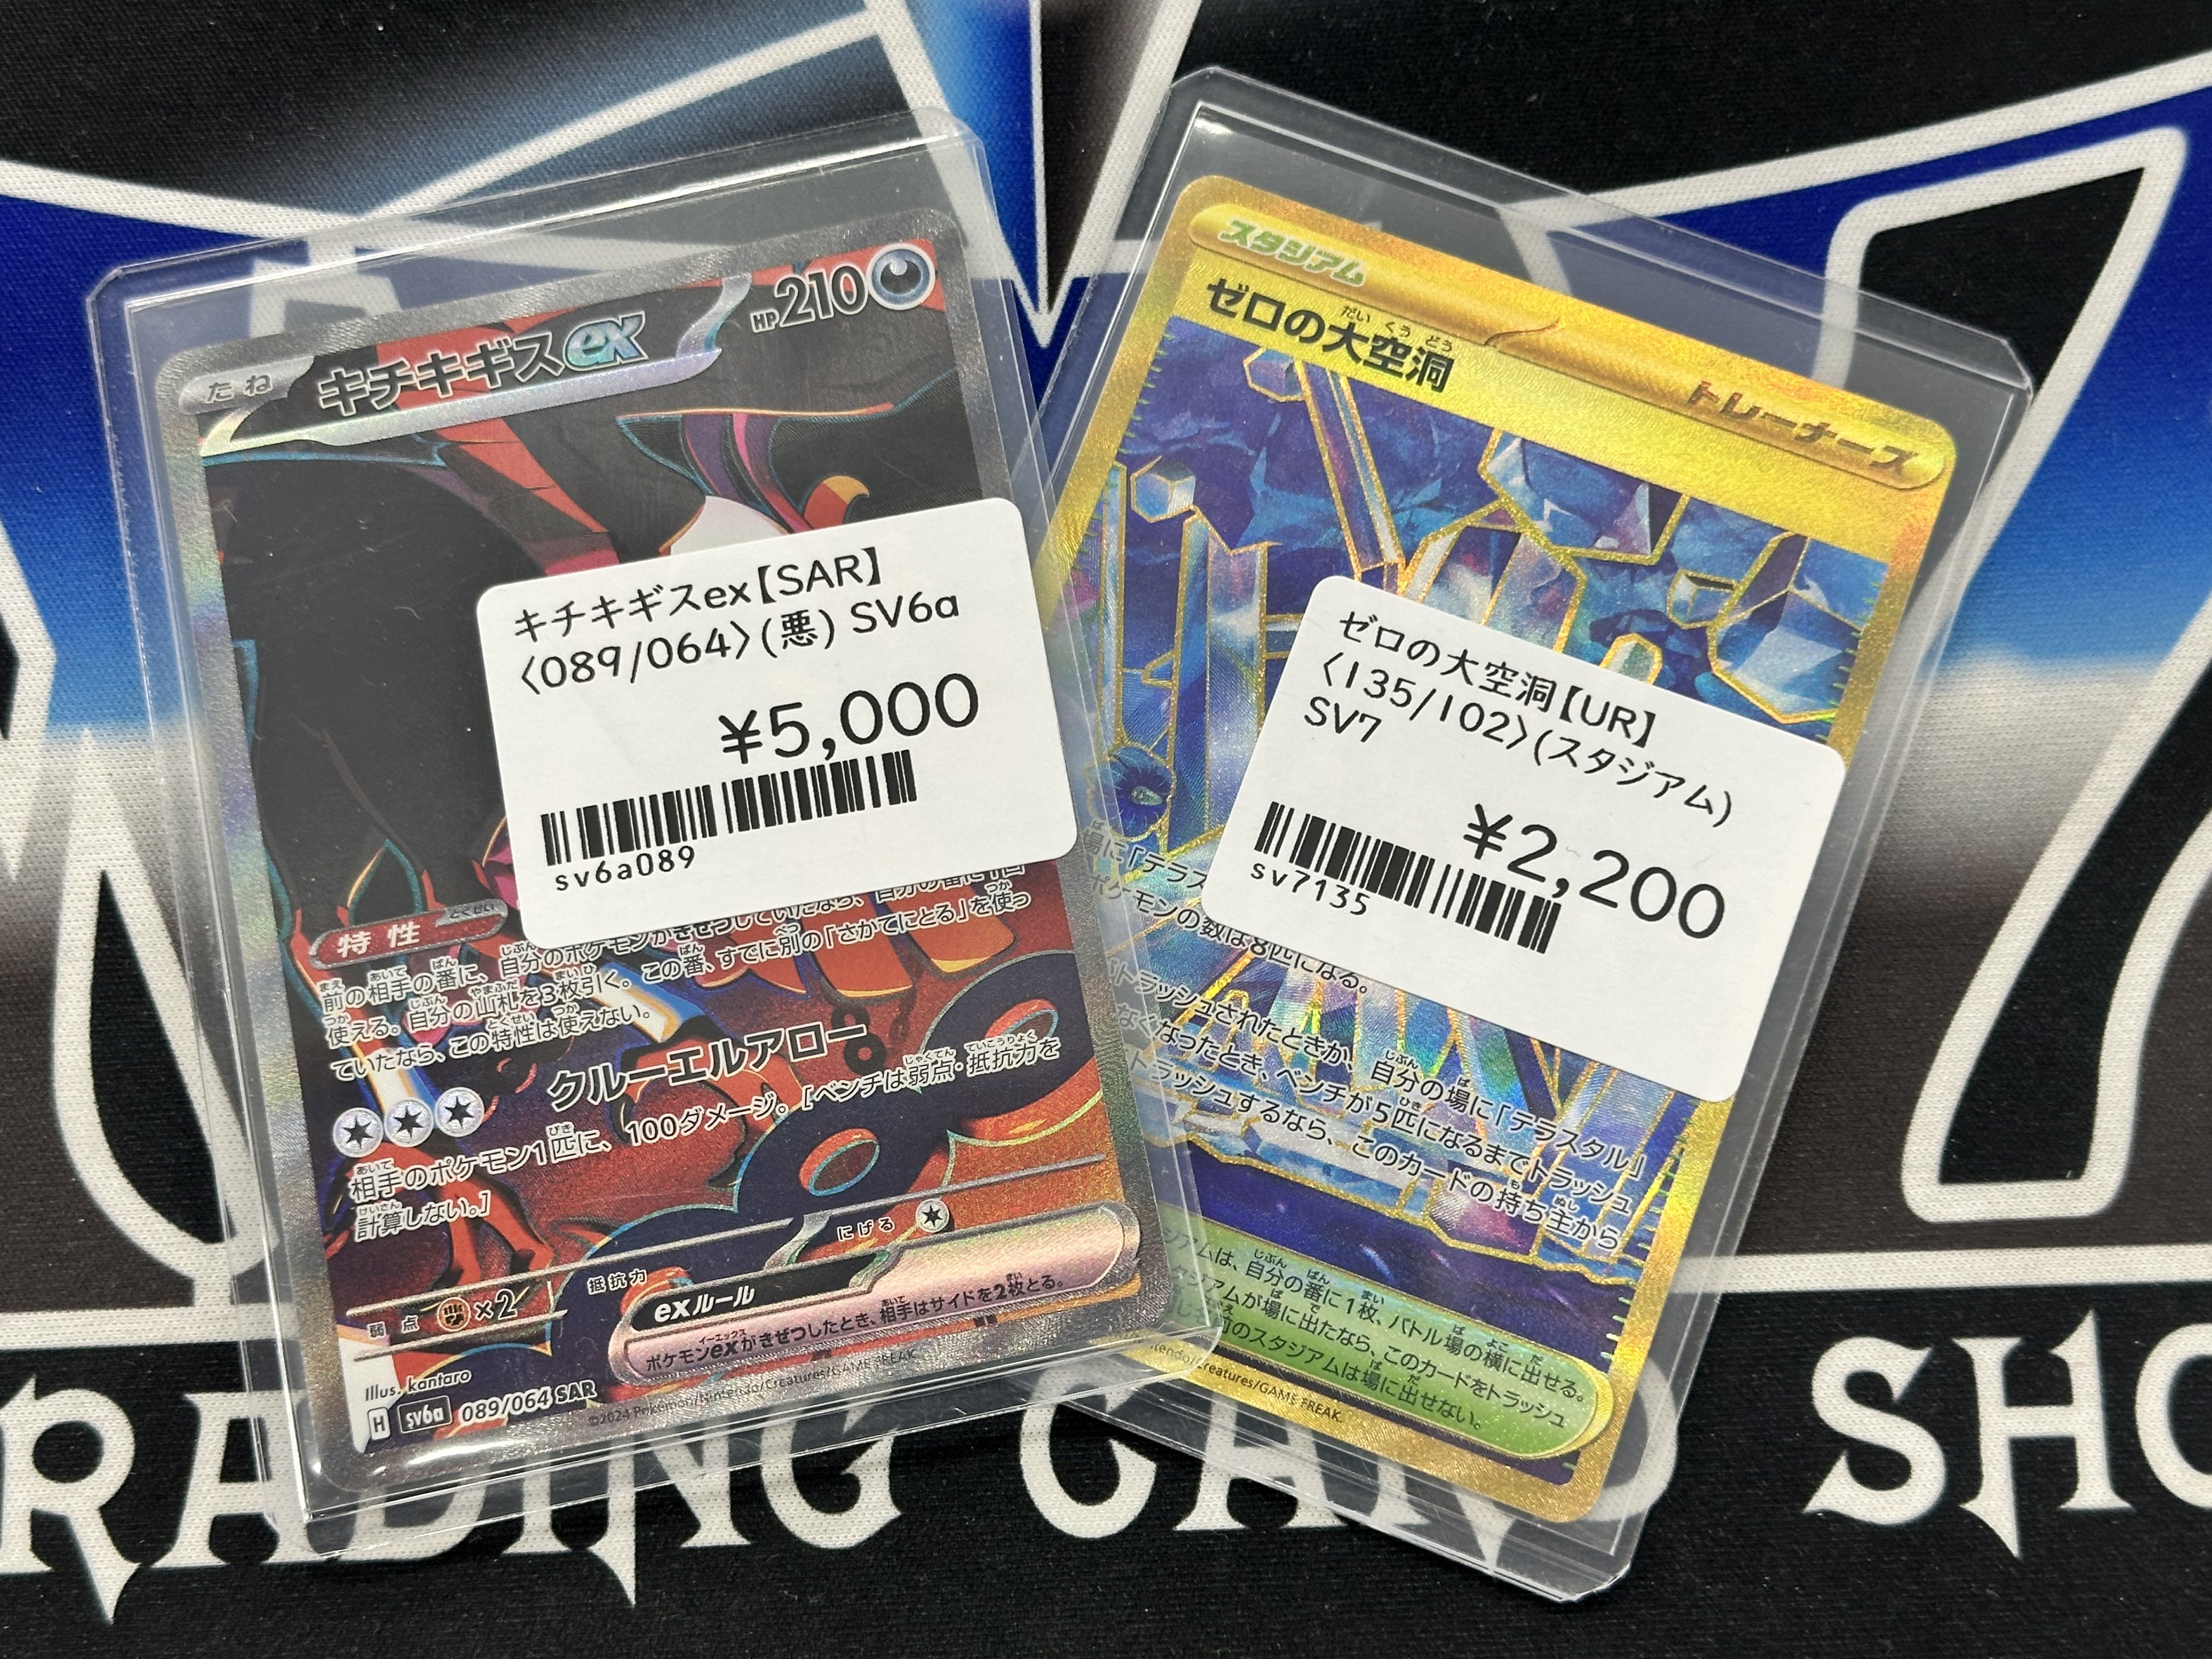 たね
キチキギスex
HP210
キチキギスex【SAR】
〈089/064〉(悪) SV6a
¥5,000
sv6a089
特性
とくせい
前の相手の番に、自分のポケモンがきぜつしていたなら、自分の番に1回
使える。自分の山札を3枚引く。この番、すでに別の「さかてにとる」を使っ
ていたなら、この特性は使えない。
クルーエルアロー
相手のポケモン1匹に、100ダメージ。[ベンチは弱点・抵抗力を
計算しない。]
弱点 ×2
抵抗力
にげる
exルール
ポケモンexがきぜつしたとき、相手はサイドを2枚とる。
Illus. kantaro
H sv6a 089/064 SAR
©2024 Pokémon/Nintendo/Creatures/GAME FREAK.
スタジアム
トレーナーズ
ゼロの大空洞
だいくうどう
ゼロの大空洞【UR】
〈135/102〉(スタジアム)
SV7
¥2,200
sv7135
場に「テラス
ポケモンの数は8匹になる。
トラッシュされたときか、自分の場に「テラスタル」
なくなったとき、ベンチが5匹になるまでトラッシュ
トラッシュするなら、このカードの持ち主から
ジアムは、自分の番に1枚、バトル場の横に出せる。
タジアムが場に出たなら、このカードをトラッシュ
前のスタジアムは場に出せない。
ntendo/Creatures/GAME FREAK.
RADING CARD SHO